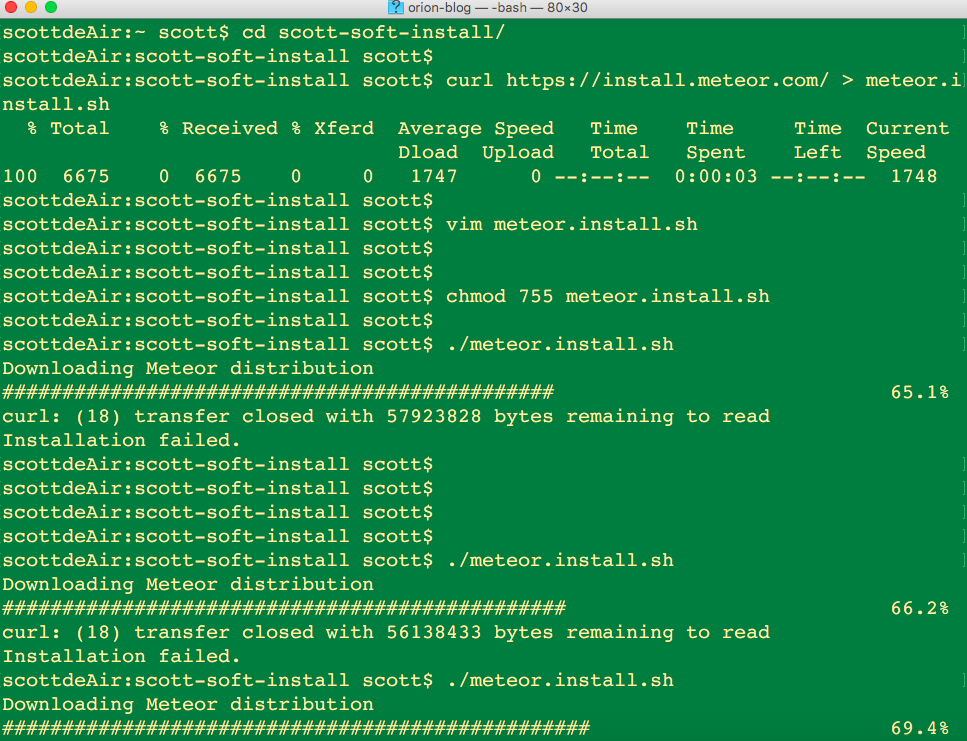 orion-blog — -bash — 80×30
scottdeAir:~ scott$ cd scott-soft-install/
scottdeAir:scott-soft-install scott$
scottdeAir:scott-soft-install scott$ curl https://install.meteor.com/ > meteor.i
nstall.sh
% Total % Received % Xferd Average Speed Time Time Time Current
Dload Upload Total Spent Left Speed
100 6675 0 6675 0 0 1747 0 --:--:-- 0:00:03 --:--:-- 1748
scottdeAir:scott-soft-install scott$
scottdeAir:scott-soft-install scott$ vim meteor.install.sh
scottdeAir:scott-soft-install scott$
scottdeAir:scott-soft-install scott$
scottdeAir:scott-soft-install scott$ chmod 755 meteor.install.sh
scottdeAir:scott-soft-install scott$
scottdeAir:scott-soft-install scott$ ./meteor.install.sh
Downloading Meteor distribution
############################################## 65.1%
curl: (18) transfer closed with 57923828 bytes remaining to read
Installation failed.
scottdeAir:scott-soft-install scott$
scottdeAir:scott-soft-install scott$
scottdeAir:scott-soft-install scott$
scottdeAir:scott-soft-install scott$
scottdeAir:scott-soft-install scott$ ./meteor.install.sh
Downloading Meteor distribution
############################################### 66.2%
curl: (18) transfer closed with 56138433 bytes remaining to read
Installation failed.
scottdeAir:scott-soft-install scott$ ./meteor.install.sh
Downloading Meteor distribution
################################################# 69.4%